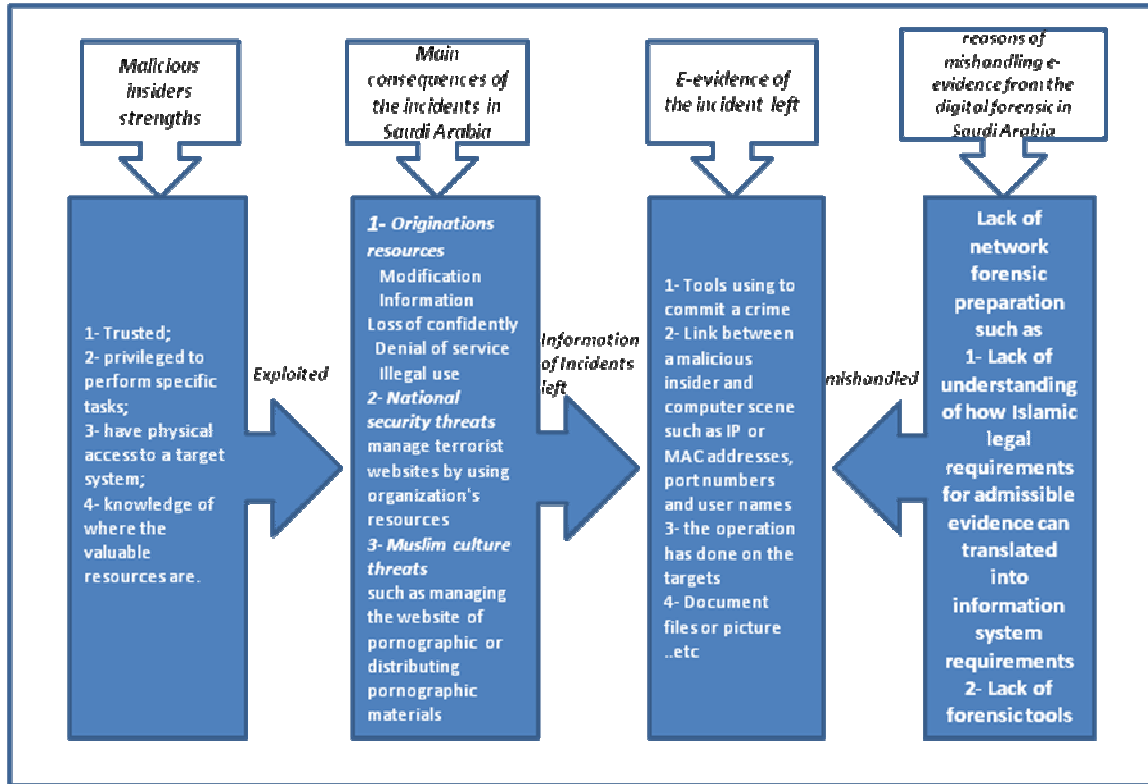 Malicious
insiders
strengths
Main
consequences of
the incidents in
Saudi Arabia
E-evidence of
the incident left
reasons of
mishandling e-
evidence from the
digital forensic in
Saudi Arabia
1- Trusted;
2- privileged to
perform specific
tasks;
3- have physical
access to a target
system;
4- knowledge of
where the
valuable
resources are.
Exploited
1- Originations
resources
Modification
Information
Loss of confidently
Denial of service
Illegal use
2- National
security threats
manage terrorist
websites by using
organization's
resources
3- Muslim culture
threats
such as managing
the website of
pornographic or
distributing
pornographic
materials
Information
of Incidents
left
1- Tools using to
commit a crime
2- Link between
a malicious
insider and
computer scene
such as IP or
MAC addresses,
port numbers
and user names
3- the operation
has done on the
targets
4- Document
files or picture
..etc
mishandled
Lack of
network
forensic
preparation
such as
1- Lack of
understanding
of how Islamic
legal
requirements
for admissible
evidence can
translated
into
information
system
requirements
2- Lack of
forensic tools